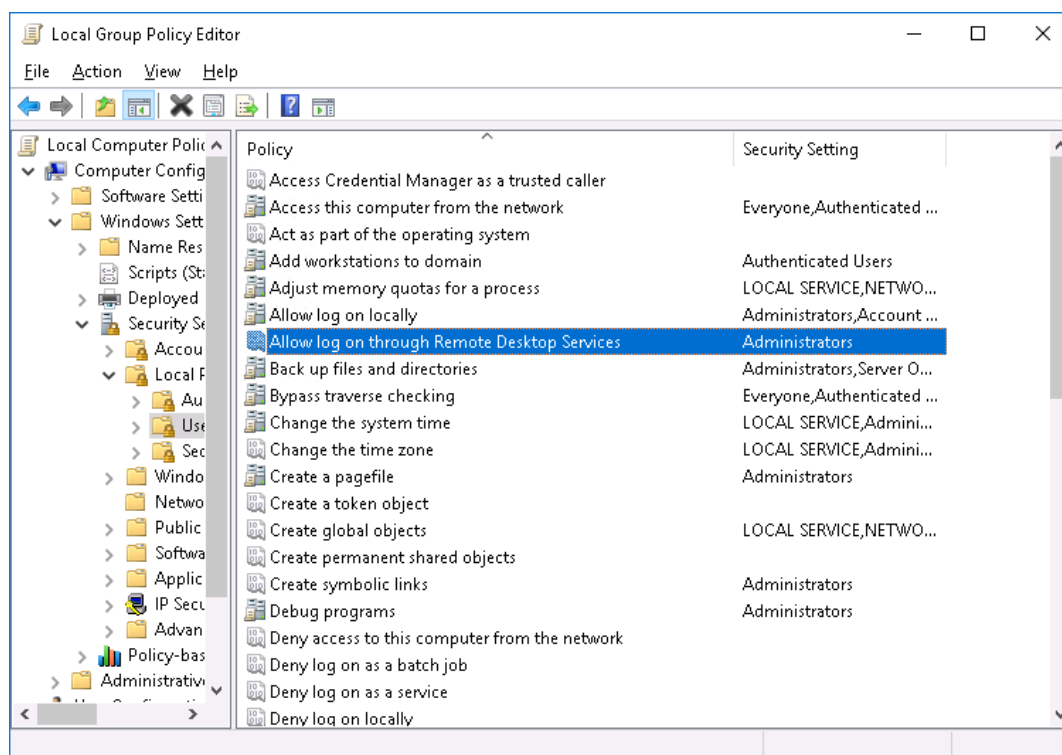 Local Group Policy Editor
File Action View Help
Local Computer Polic
Computer Config
Software Setti
Windows Sett
Name Res
Scripts (Sta
Deployed
Security Se
Accou
Local P
Au
Use
Sec
Windo
Netwo
Public
Softwa
Applic
IP Secu
Advan
Policy-bas
Administrativ
Policy Security Setting
Access Credential Manager as a trusted caller
Access this computer from the network Everyone,Authenticated ...
Act as part of the operating system
Add workstations to domain Authenticated Users
Adjust memory quotas for a process LOCAL SERVICE,NETWO...
Allow log on locally Administrators,Account ...
Allow log on through Remote Desktop Services Administrators
Back up files and directories Administrators,Server O...
Bypass traverse checking Everyone,Authenticated ...
Change the system time LOCAL SERVICE,Admini...
Change the time zone LOCAL SERVICE,Admini...
Create a pagefile Administrators
Create a token object
Create global objects LOCAL SERVICE,NETWO...
Create permanent shared objects
Create symbolic links Administrators
Debug programs Administrators
Deny access to this computer from the network
Deny log on as a batch job
Deny log on as a service
Deny log on locally